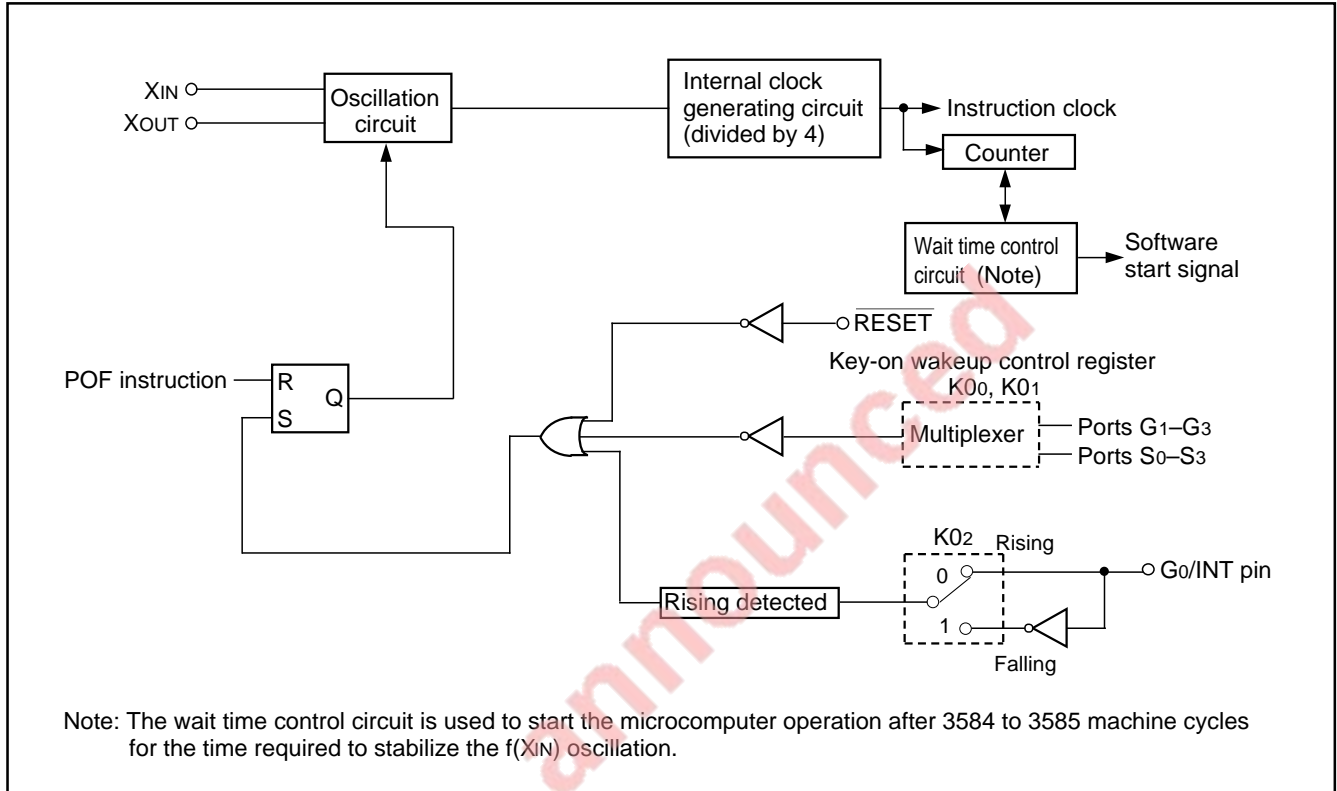 XIN
XOUT
Oscillation
circuit
Internal clock
generating circuit
(divided by 4)
Instruction clock
Counter
Wait time control
circuit (Note)
Software
start signal
RESET
Key-on wakeup control register
K00, K01
POF instruction
R
S
Q
Multiplexer
Ports G1–G3
Ports S0–S3
K02
Rising
0
G0/INT pin
Rising detected
1
Falling
Note: The wait time control circuit is used to start the microcomputer operation after 3584 to 3585 machine cycles
for the time required to stabilize the f(XIN) oscillation.
announced